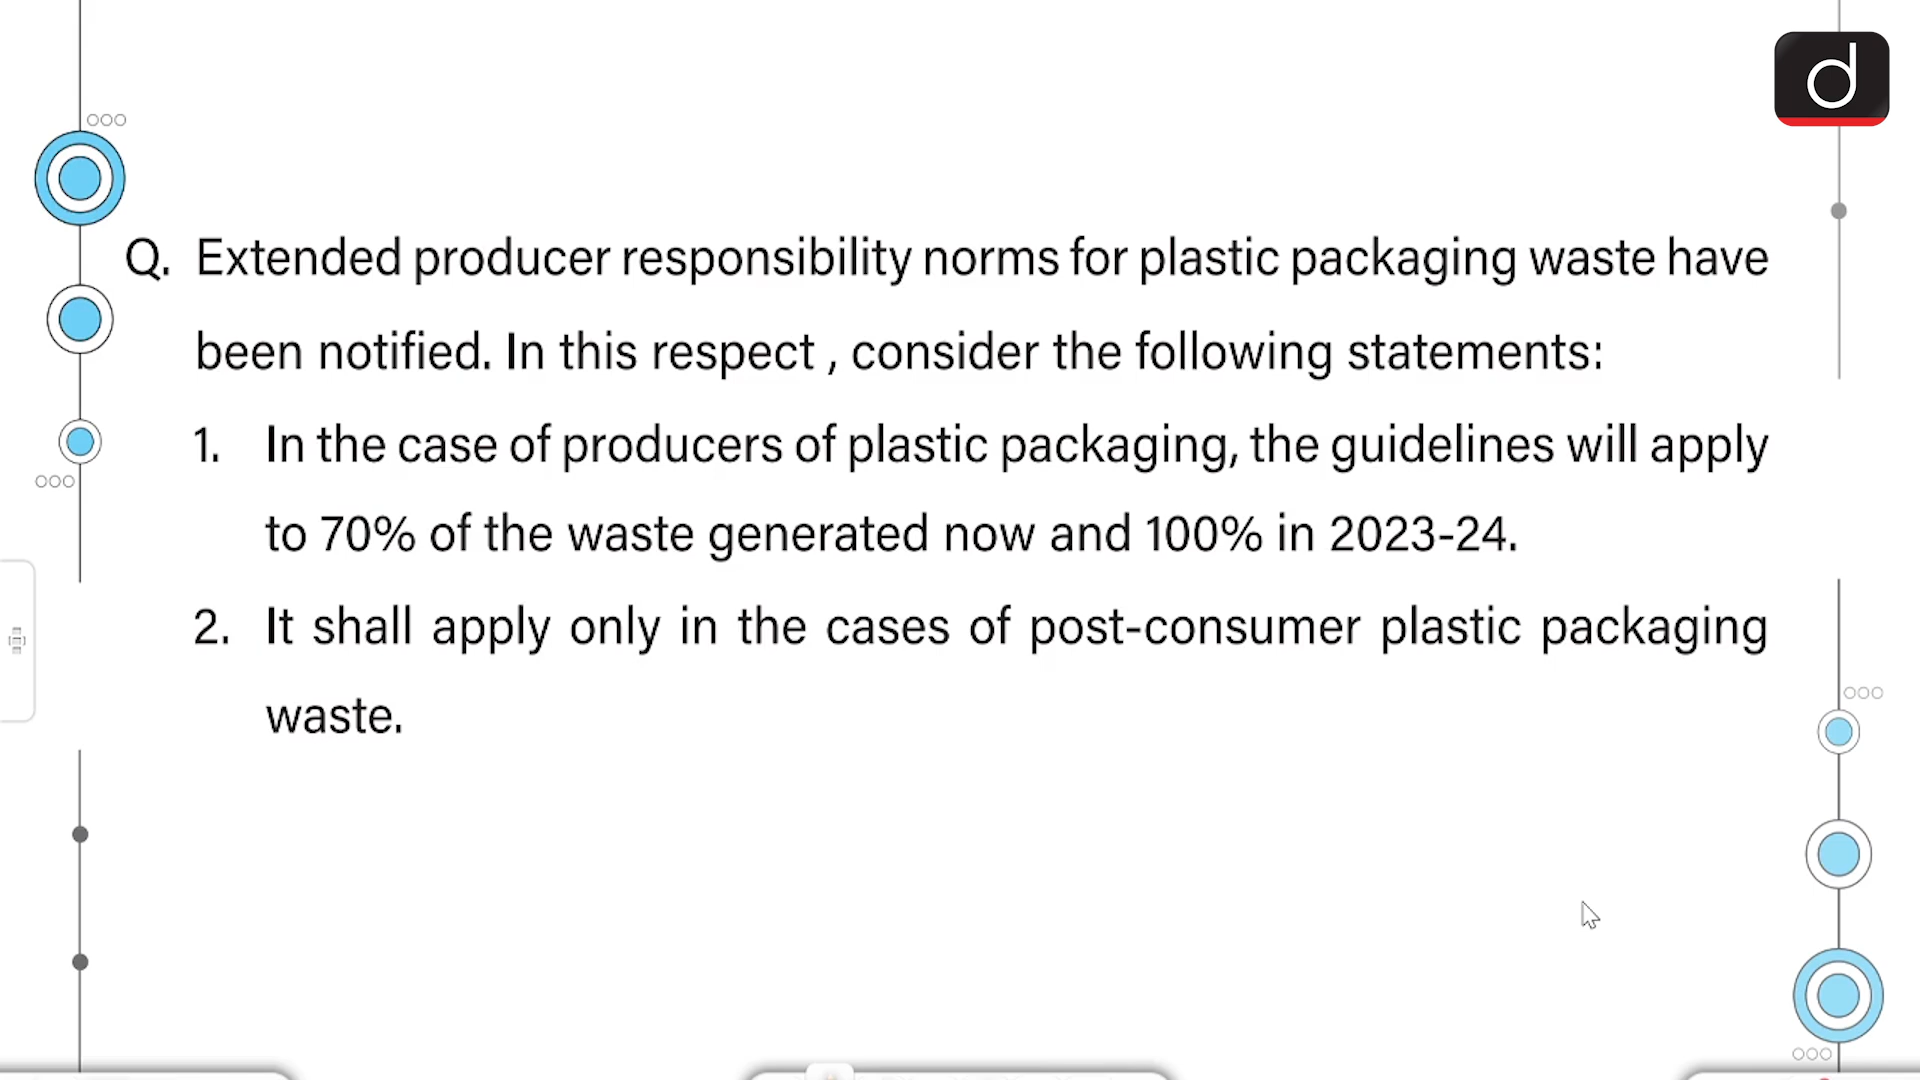 d
Q. Extended producer responsibility norms for plastic packaging waste have
been notified. In this respect , consider the following statements:
1. In the case of producers of plastic packaging, the guidelines will apply
to 70% of the waste generated now and 100% in 2023-24.
2. It shall apply only in the cases of post-consumer plastic packaging
waste.